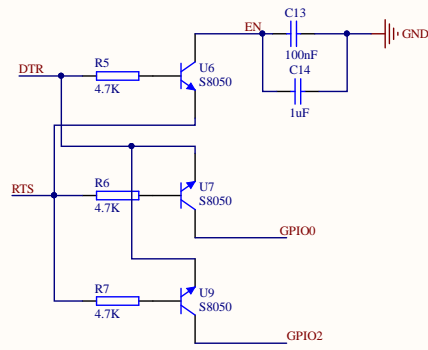 C13
EN
GND
100nF
C14
1uF
R5
U6
DTR
S8050
4.7K
R6
U7
RTS
S8050
4.7K
GPIO0
R7
U9
S8050
4.7K
GPIO2